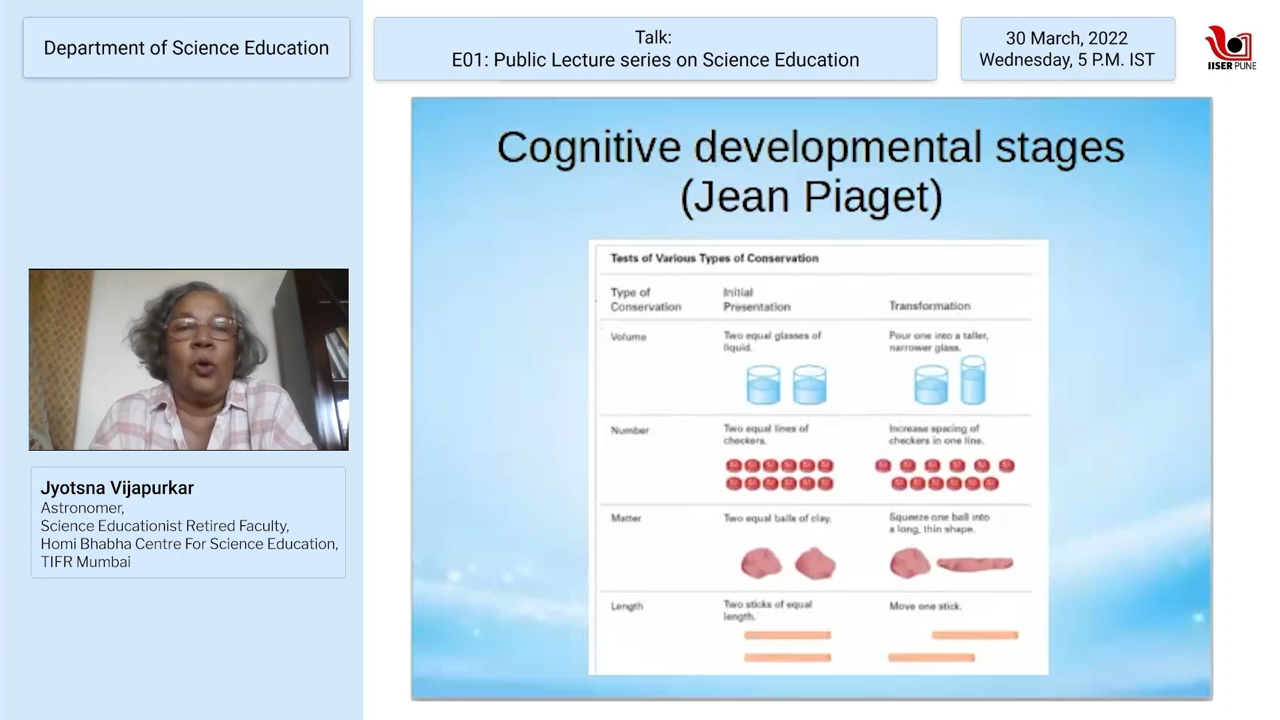 Department of Science Education
Talk:
E01: Public Lecture series on Science Education
30 March, 2022
Wednesday, 5 P.M. IST
IISER PUNE
Cognitive developmental stages
(Jean Piaget)
Tests of Various Types of Conservation
Type of
Conservation
Initial
Presentation
Transformation
Volume
Two equal glasses of
liquid.
Pour one into a taller,
narrower glass.
Number
Two equal lines of
checkers.
Increase spacing of
checkers in one line.
Matter
Two equal balls of clay.
Squeeze one ball into
a long, thin shape.
Length
Two sticks of equal
length.
Move one stick.
Jyotsna Vijapurkar
Astronomer,
Science Educationist Retired Faculty,
Homi Bhabha Centre For Science Education,
TIFR Mumbai